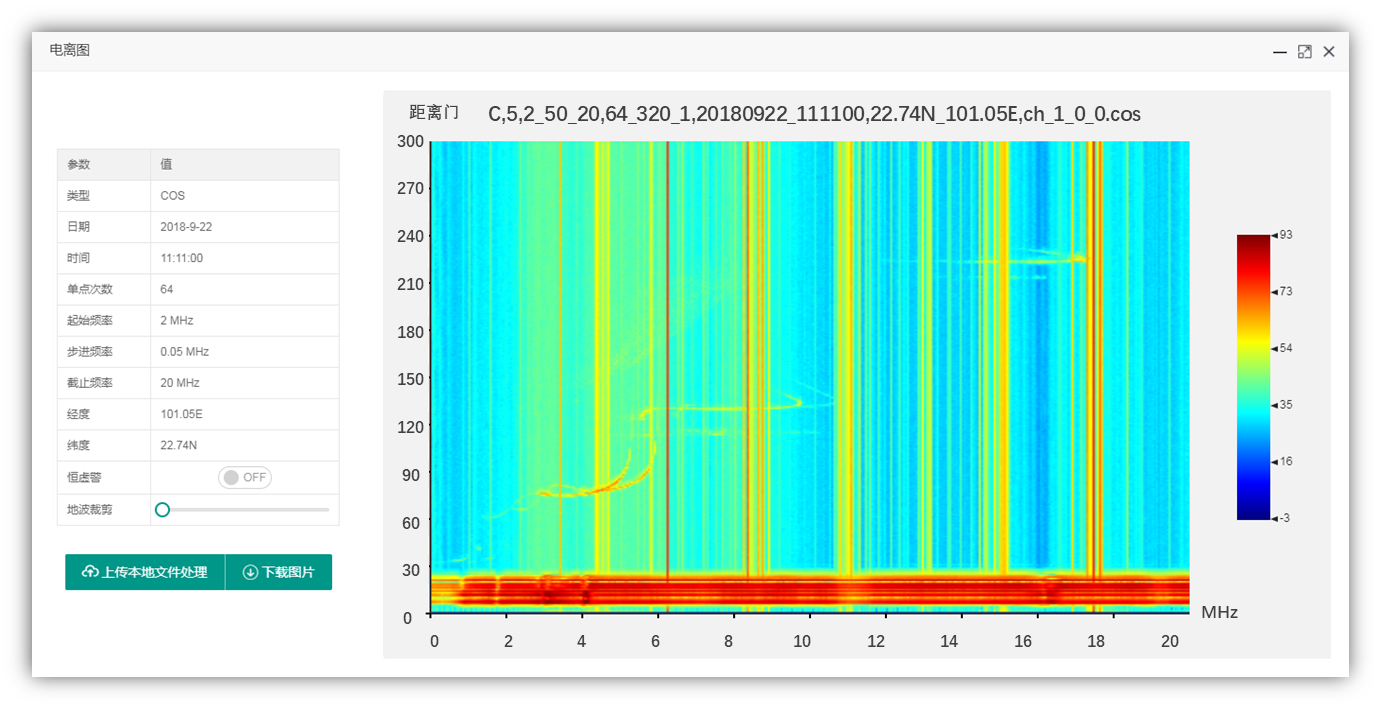 电离图
参数 值
类型 COS
日期 2018-9-22
时间 11:11:00
单点次数 64
起始频率 2 MHz
步进频率 0.05 MHz
截止频率 20 MHz
经度 101.05E
纬度 22.74N
恒虚警 OFF
地波裁剪
上传本地文件处理 下载图片
距离门 C,5,2_50_20,64_320_1,20180922_111100,22.74N_101.05E,ch_1_0_0.cos
300
270
240
210
180
150
120
90
60
30
0
MHz
0 2 4 6 8 10 12 14 16 18 20
93
73
54
35
16
-3